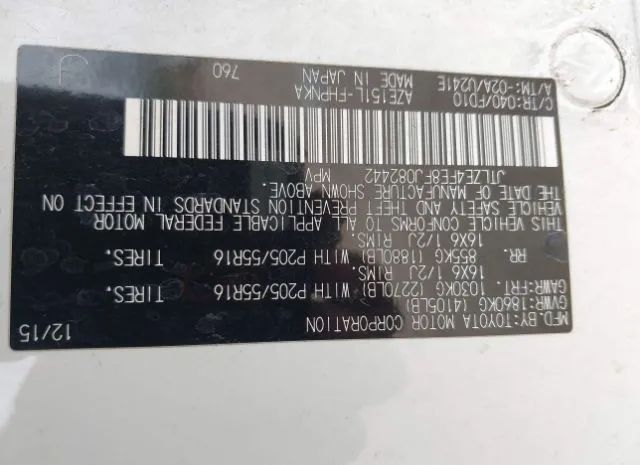 MFD. BY: TOYOTA MOTOR CORPORATION 12/15
GVWR: 1860KG (4105LB)
GAWR: FRT. 1030KG (2270LB) WITH P205/55R16 TIRES.
16X6 1/2J RIMS
RR. 855KG (1880LB) WITH P205/55R16 TIRES.
16X6 1/2J RIMS
THIS VEHICLE CONFORMS TO ALL APPLICABLE FEDERAL MOTOR
VEHICLE SAFETY AND THEFT PREVENTION STANDARDS IN EFFECT ON
THE DATE OF MANUFACTURE SHOWN ABOVE.
JTLZE4FE8FJ082442 MPV
C/TR: 040/FD10 AZE151L-FHPNKA 760
A/TM: -02A/U241E MADE IN JAPAN